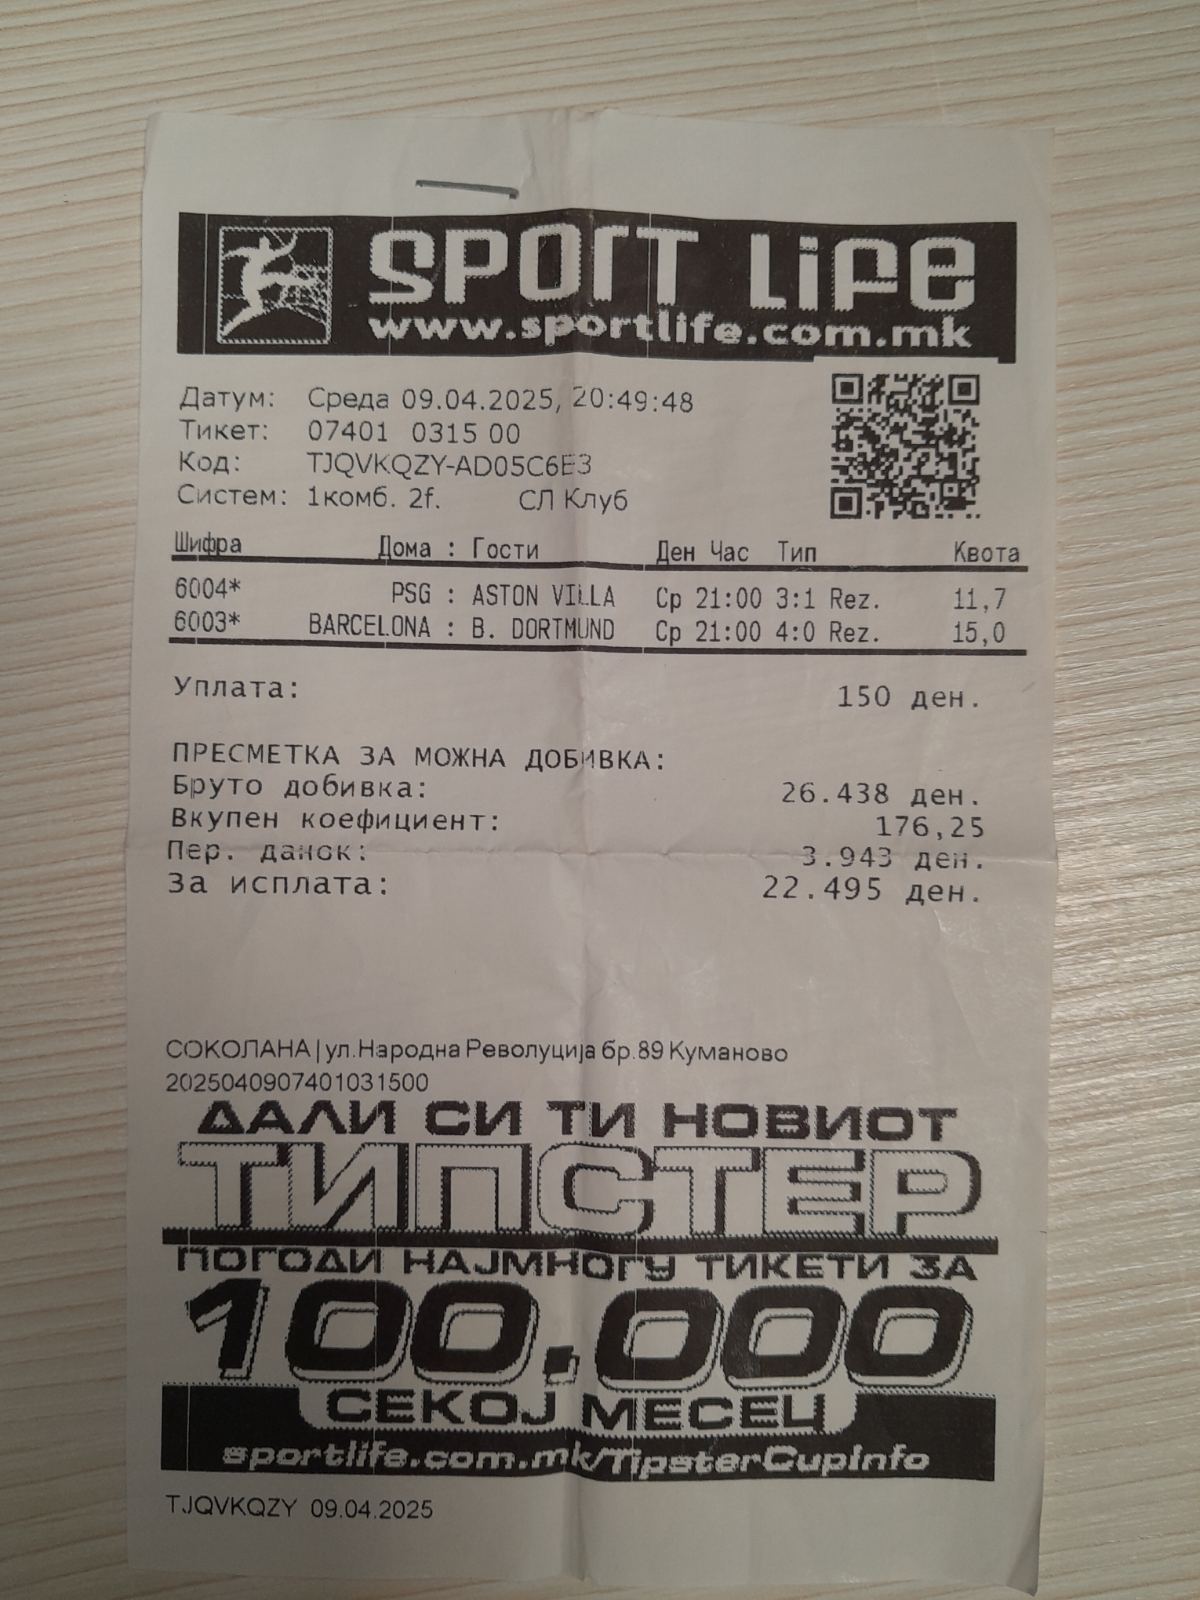 SPORT LIFE
www.sportlife.com.mk
Датум: Среда 09.04.2025, 20:49:48
Тикет: 07401 0315 00
Код: TJQVKQZY-AD05C6E3
Систем: 1комб. 2f. СЛ Клуб
Шифра Дома : Гости Ден Час Тип Квота
6004* PSG : ASTON VILLA Ср 21:00 3:1 Rez. 11,7
6003* BARCELONA : B. DORTMUND Ср 21:00 4:0 Rez. 15,0
Уплата: 150 ден.
ПРЕСМЕТКА ЗА МОЖНА ДОБИВКА:
Бруто добивка: 26.438 ден.
Вкупен коефициент: 176,25
Пер. данок: 3.943 ден.
За исплата: 22.495 ден.
СОКОЛАНА|ул.Народна Револуција бр.89 Куманово
2025040907401031500
ДАЛИ СИ ТИ НОВИОТ
ТИПСТЕР
ПОГОДИ НАЈМНОГУ ТИКЕТИ ЗА
100.000
СЕКОЈ МЕСЕЦ
sportlife.com.mk/TipsterCupInfo
TJQVKQZY 09.04.2025